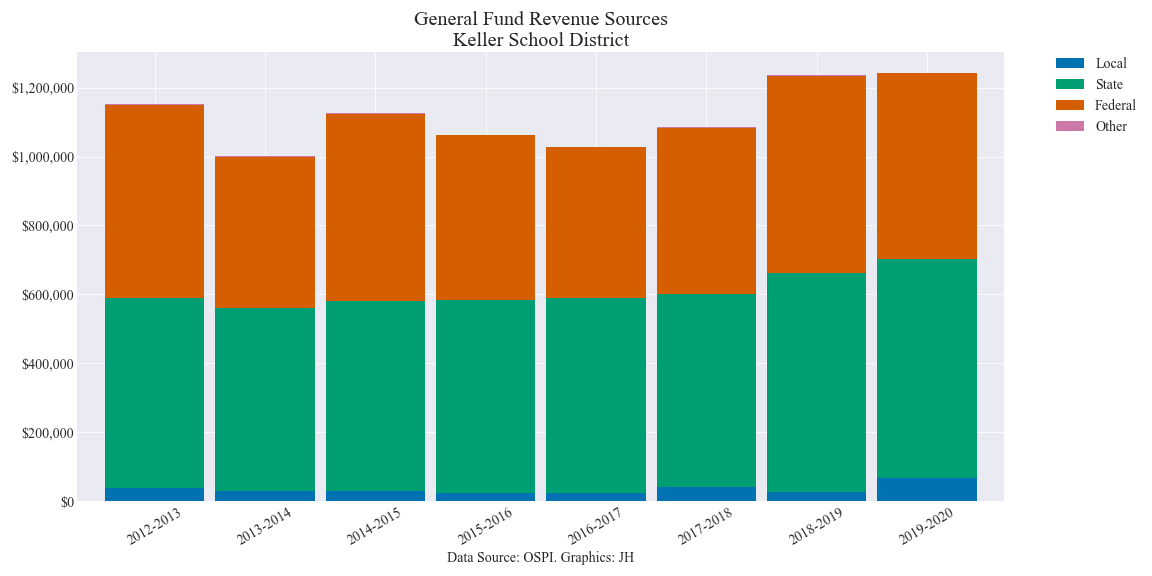 General Fund Revenue Sources
Keller School District
Local
State
Federal
Other
$1,200,000
$1,000,000
$800,000
$600,000
$400,000
$200,000
$0
2012-2013
2013-2014
2014-2015
2015-2016
2016-2017
2017-2018
2018-2019
2019-2020
Data Source: OSPI. Graphics: JH